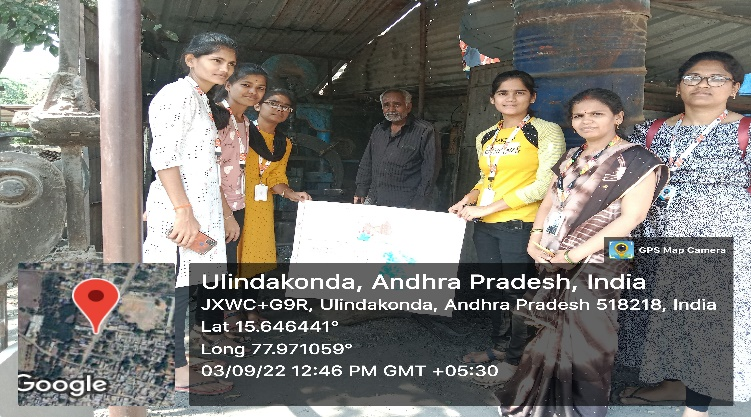 GPS Map Camera
Ulindakonda, Andhra Pradesh, India
JXWC+G9R, Ulindakonda, Andhra Pradesh 518218, India
Lat 15.646441°
Long 77.971059°
03/09/22 12:46 PM GMT +05:30
Google